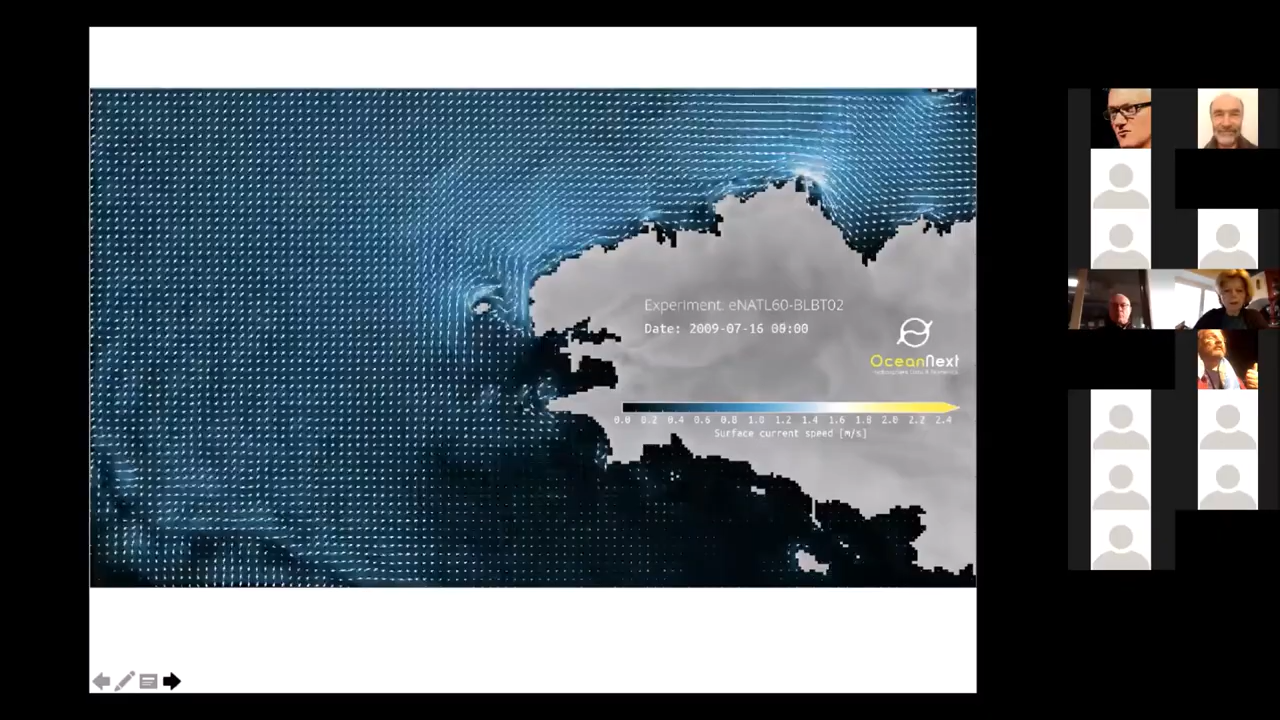 Experiment: eNATL60-BLBT02
Date: 2009-07-16 00:00
OceanNext
0.0 0.2 0.4 0.6 0.8 1.0 1.2 1.4 1.6 1.8 2.0 2.2 2.4
Surface current speed [m/s]